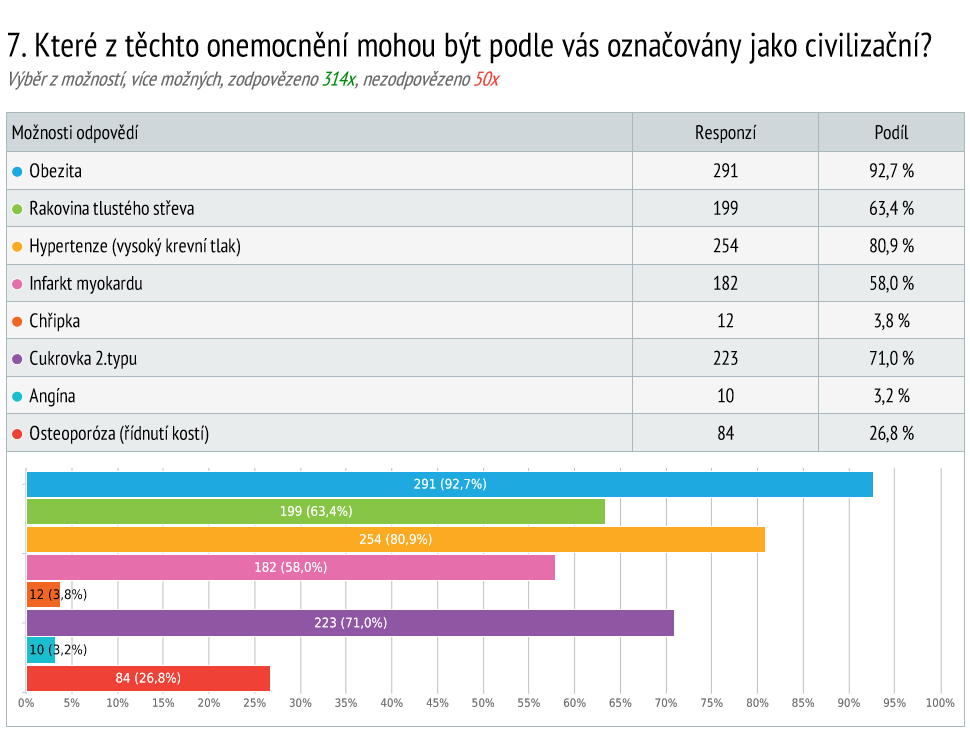 7. Které z těchto onemocnění mohou být podle vás označovány jako civilizační?
Výběr z možností, více možných, zodpovězeno 314x, nezodpovězeno 50x
Možnosti odpovědí Responzí Podíl
Obezita 291 92,7 %
Rakovina tlustého střeva 199 63,4 %
Hypertenze (vysoký krevní tlak) 254 80,9 %
Infarkt myokardu 182 58,0 %
Chřipka 12 3,8 %
Cukrovka 2.typu 223 71,0 %
Angína 10 3,2 %
Osteoporóza (řídnutí kostí) 84 26,8 %
291 (92,7%)
199 (63,4%)
254 (80,9%)
182 (58,0%)
12 (3,8%)
223 (71,0%)
10 (3,2%)
84 (26,8%)
0% 5% 10% 15% 20% 25% 30% 35% 40% 45% 50% 55% 60% 65% 70% 75% 80% 85% 90% 95% 100%